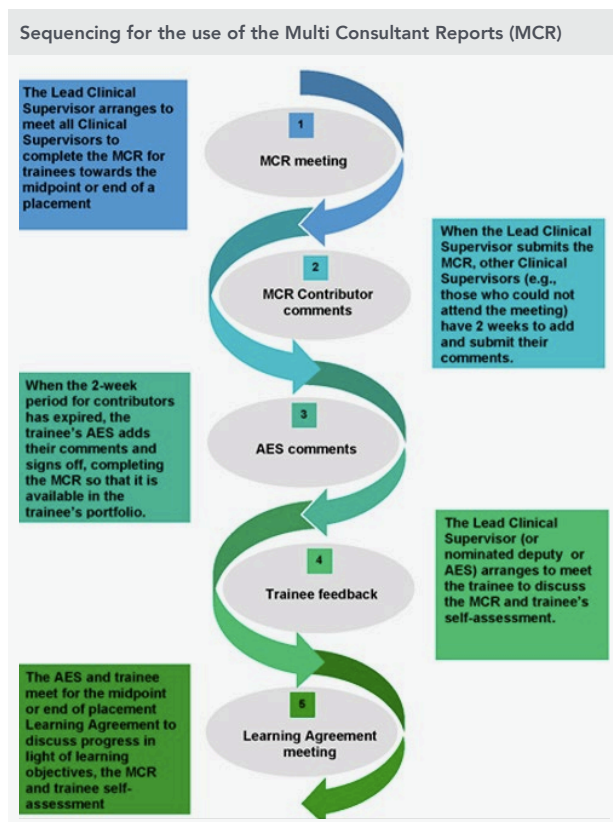 Sequencing for the use of the Multi Consultant Reports (MCR)
The Lead Clinical
Supervisor arranges to
meet all Clinical
Supervisors to
complete the MCR for
trainees towards the
midpoint or end of a
placement
1
MCR meeting
2
MCR Contributor
comments
When the Lead Clinical
Supervisor submits the
MCR, other Clinical
Supervisors (e.g.,
those who could not
attend the meeting)
have 2 weeks to add
and submit their
comments.
When the 2-week
period for contributors
has expired, the
trainee's AES adds
their comments and
signs off, completing
the MCR so that it is
available in the
trainee's portfolio.
3
AES comments
4
Trainee feedback
The Lead Clinical
Supervisor (or
nominated deputy or
AES) arranges to meet
the trainee to discuss
the MCR and trainee's
self-assessment.
The AES and trainee
meet for the midpoint
or end of placement
Learning Agreement to
discuss progress in
light of learning
objectives, the MCR
and trainee self-
assessment
5
Learning Agreement
meeting